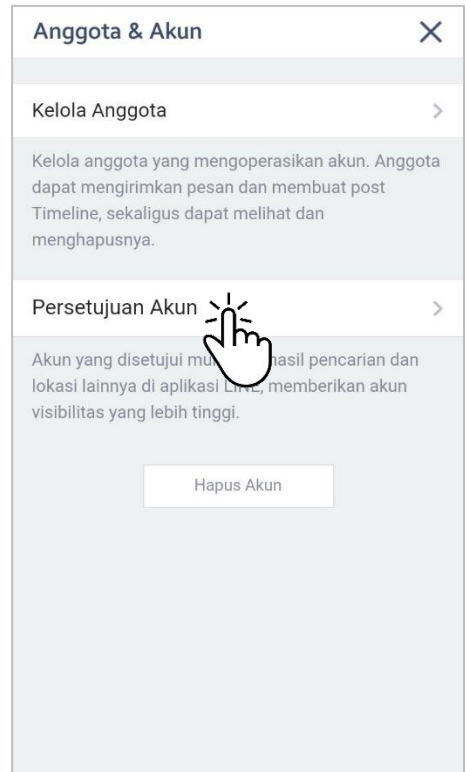 Anggota & Akun
Kelola Anggota
Kelola anggota yang mengoperasikan akun. Anggota
dapat mengirimkan pesan dan membuat post
Timeline, sekaligus dapat melihat dan
menghapusnya.
Persetujuan Akun
Akun yang disetujui hasil pencarian dan
lokasi lainnya di aplikasi LINE, memberikan akun
visibilitas yang lebih tinggi.
Hapus Akun